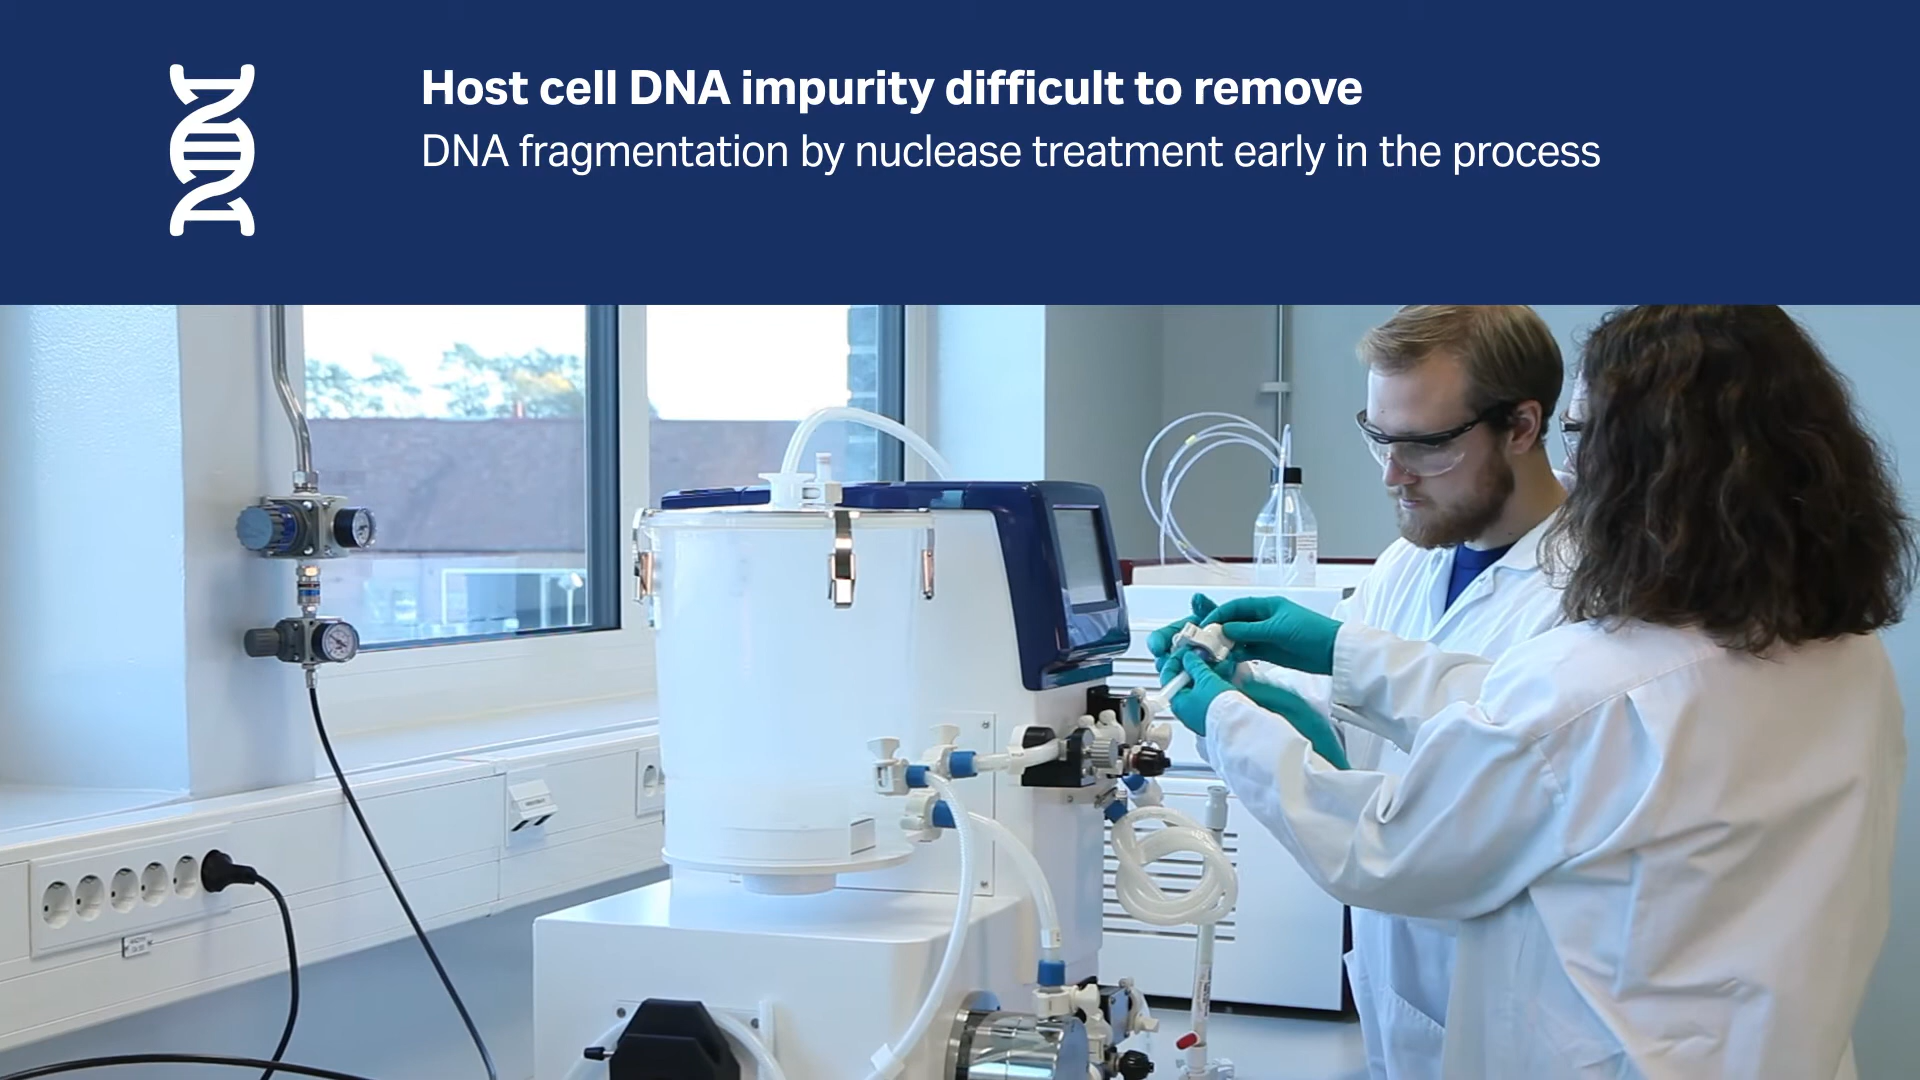 Host cell DNA impurity difficult to remove
DNA fragmentation by nuclease treatment early in the process